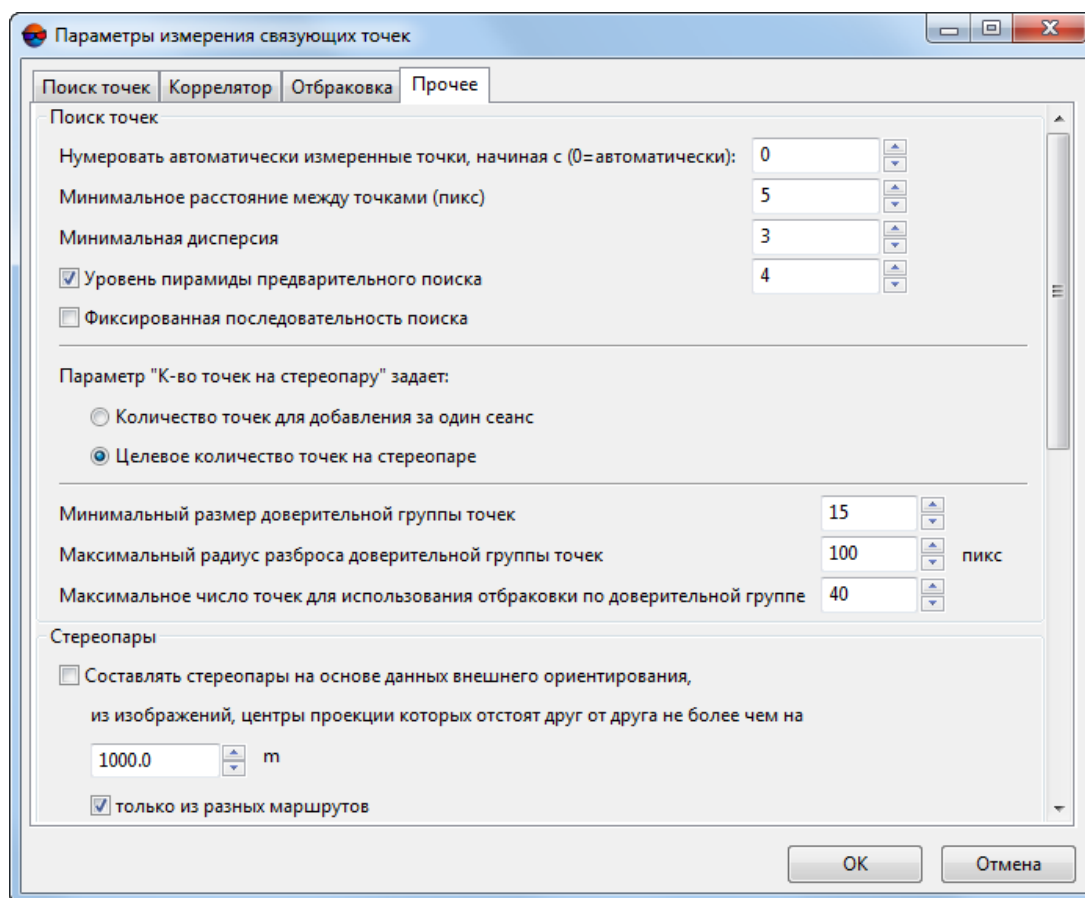 Параметры измерения связующих точек
Поиск точек Коррелятор Отбраковка Прочее
Поиск точек
Нумеровать автоматически измеренные точки, начиная с (0=автоматически): 0
Минимальное расстояние между точками (пикс) 5
Минимальная дисперсия 3
Уровень пирамиды предварительного поиска 4
Фиксированная последовательность поиска
Параметр "К-во точек на стереопару" задает:
Количество точек для добавления за один сеанс
Целевое количество точек на стереопаре
Минимальный размер доверительной группы точек 15
Максимальный радиус разброса доверительной группы точек 100 пикс
Максимальное число точек для использования отбраковки по доверительной группе 40
Стереопары
Составлять стереопары на основе данных внешнего ориентирования,
из изображений, центры проекции которых отстоят друг от друга не более чем на
1000.0 m
только из разных маршрутов
OK Отмена